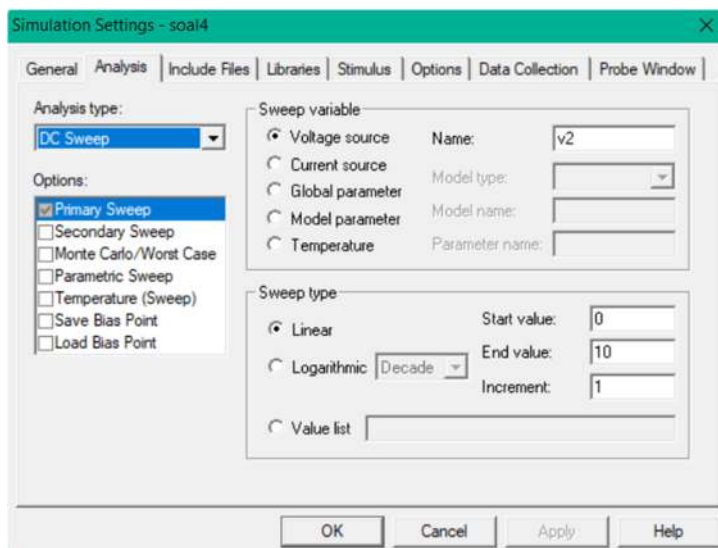 Simulation Settings - soal4
General Analysis Include Files Libraries Stimulus Options Data Collection Probe Window
Analysis type:
DC Sweep
Options:
Primary Sweep
Secondary Sweep
Monte Carlo/Worst Case
Parametric Sweep
Temperature (Sweep)
Save Bias Point
Load Bias Point
Sweep variable
Voltage source
Current source
Global parameter
Model parameter
Temperature
Name: v2
Model type:
Model name:
Parameter name:
Sweep type
Linear
Logarithmic Decade
Start value: 0
End value: 10
Increment: 1
Value list
OK Cancel Apply Help